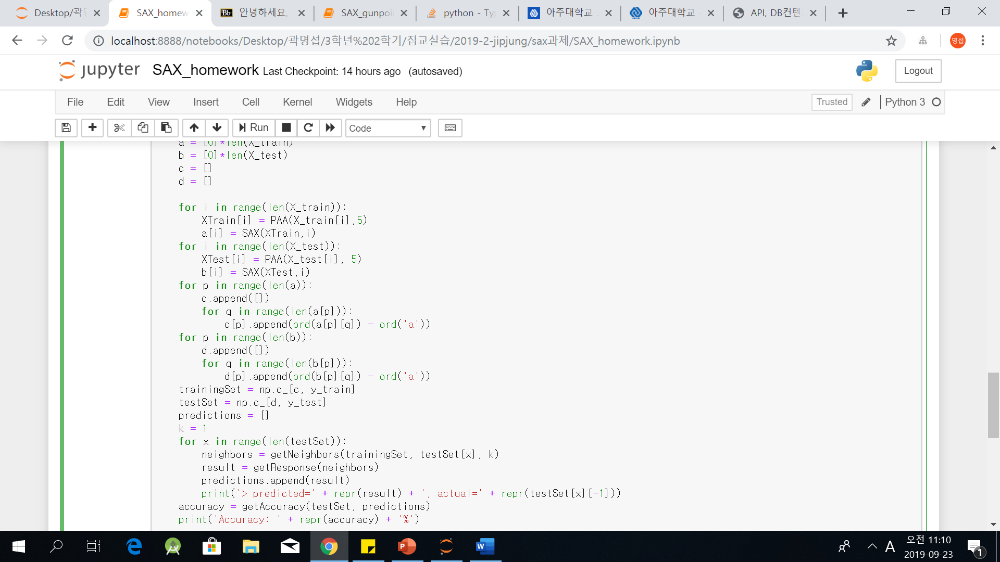 Desktop/곽
SAX_homew
Bb 안녕하세요,
SAX_gunpoi
python - Ty
아주대학교
아주대학교
API, DB컨텐
localhost:8888/notebooks/Desktop/곽명섭/3학년%202학기/집교실습/2019-2-jipjung/sax과제/SAX_homework.ipynb
명섭
jupyter SAX_homework Last Checkpoint: 14 hours ago (autosaved)
Logout
File Edit View Insert Cell Kernel Widgets Help
Trusted
Python 3
Run
Code
a = [0]*len(X_train)
b = [0]*len(X_test)
c = []
d = []
for i in range(len(X_train)):
XTrain[i] = PAA(X_train[i],5)
a[i] = SAX(XTrain,i)
for i in range(len(X_test)):
XTest[i] = PAA(X_test[i], 5)
b[i] = SAX(XTest,i)
for p in range(len(a)):
c.append([])
for q in range(len(a[p])):
c[p].append(ord(a[p][q]) - ord('a'))
for p in range(len(b)):
d.append([])
for q in range(len(b[p])):
d[p].append(ord(b[p][q]) - ord('a'))
trainingSet = np.c_[c, y_train]
testSet = np.c_[d, y_test]
predictions = []
k = 1
for x in range(len(testSet)):
neighbors = getNeighbors(trainingSet, testSet[x], k)
result = getResponse(neighbors)
predictions.append(result)
print('> predicted=' + repr(result) + ', actual=' + repr(testSet[x][-1]))
accuracy = getAccuracy(testSet, predictions)
print('Accuracy: ' + repr(accuracy) + '%')
A
오전 11:10
2019-09-23
1